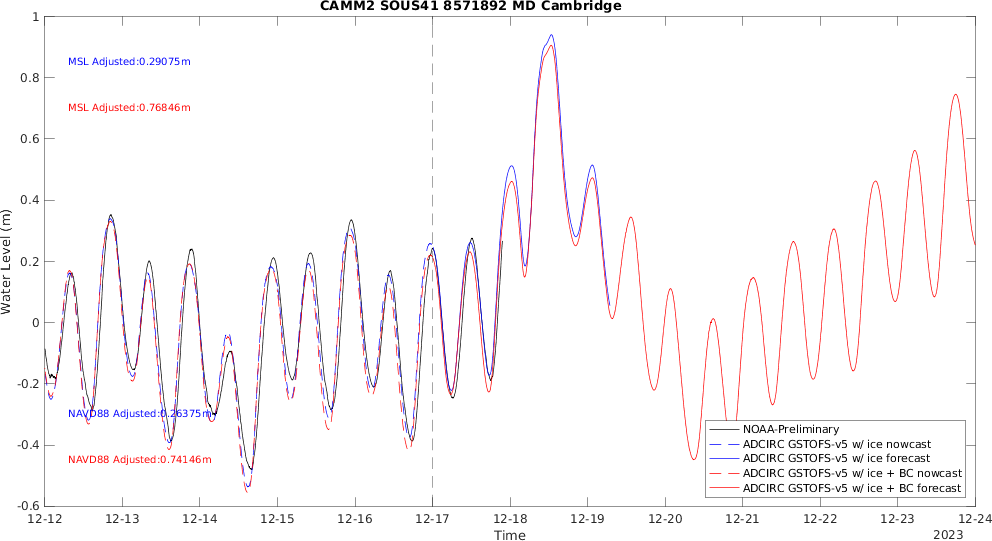 CAMM2 SOUS41 8571892 MD Cambridge
1
0.8
0.6
0.4
0.2
0
-0.2
-0.4
-0.6
Water Level (m)
MSL Adjusted:0.29075m
MSL Adjusted:0.76846m
NAVD88 Adjusted:0.26375m
NAVD88 Adjusted:0.74146m
NOAA-Preliminary
ADCIRC GSTOFS-v5 w/ ice nowcast
ADCIRC GSTOFS-v5 w/ ice forecast
ADCIRC GSTOFS-v5 w/ ice + BC nowcast
ADCIRC GSTOFS-v5 w/ ice + BC forecast
12-12 12-13 12-14 12-15 12-16 12-17 12-18 12-19 12-20 12-21 12-22 12-23 12-24
Time
2023